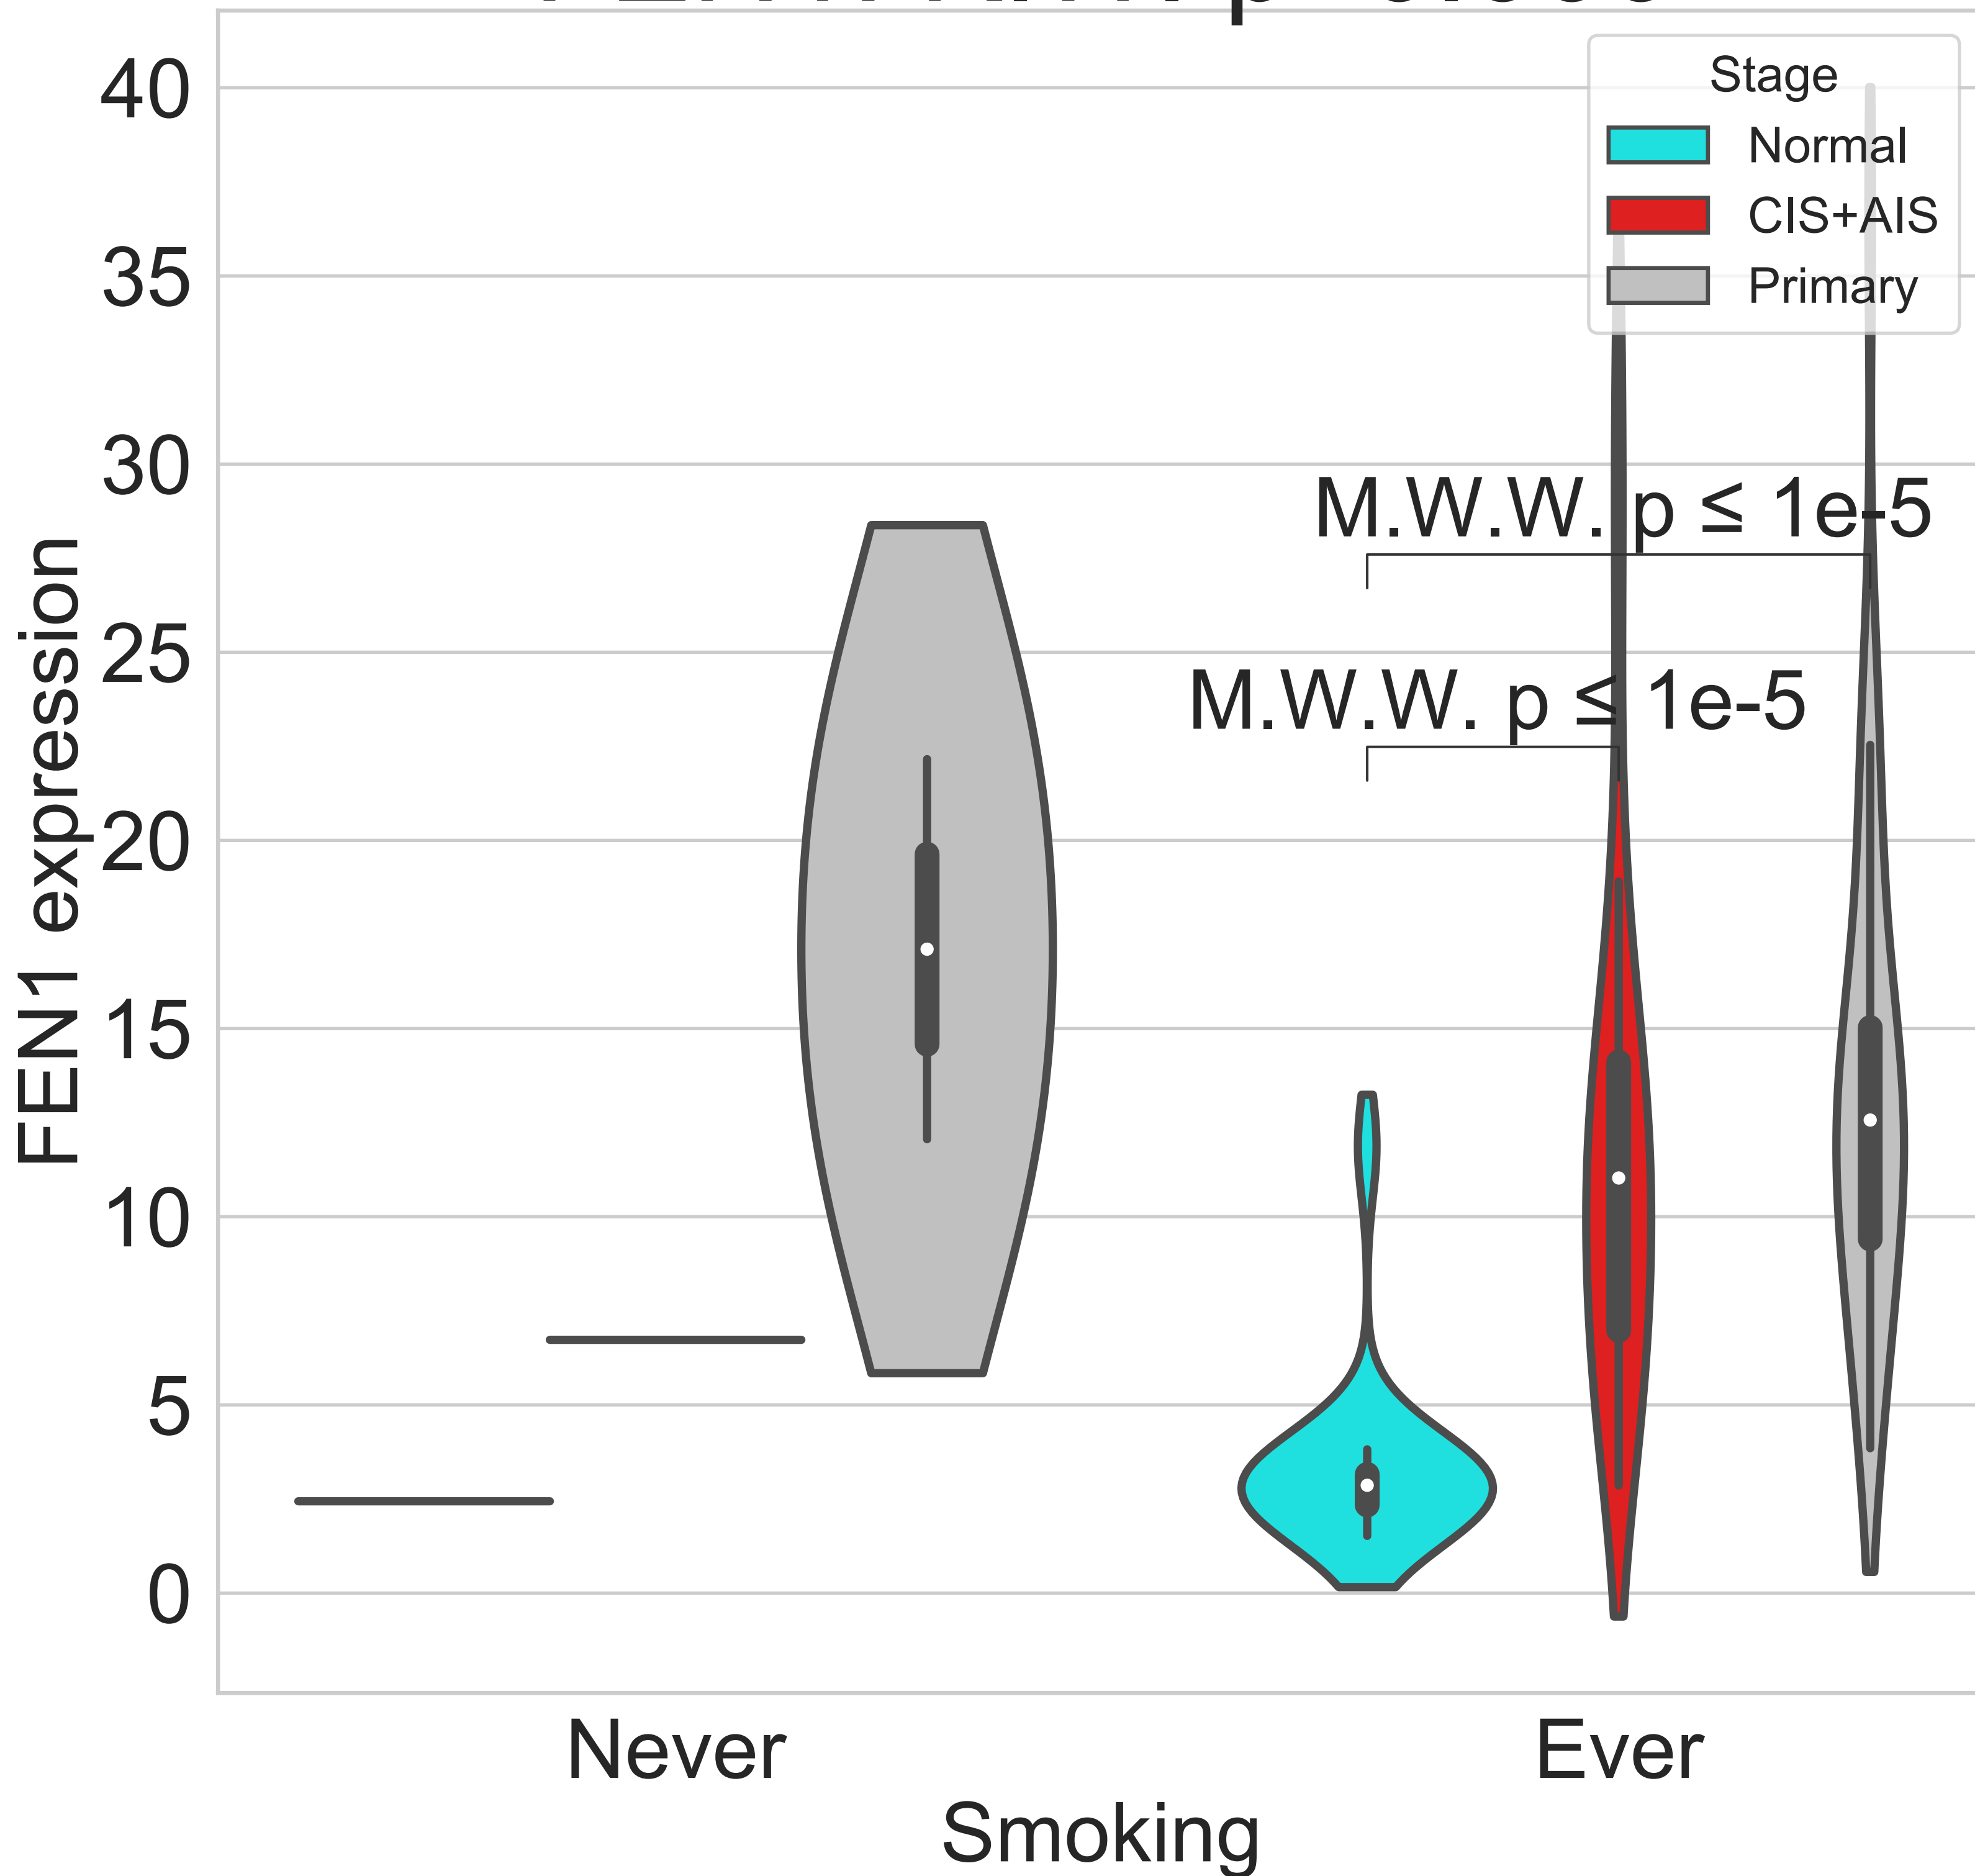 Stage
Normal
CIS+AIS
Primary
40
35
30
25
20
15
10
5
0
FEN1 expression
M.W.W. p ≤ 1e-5
M.W.W. p ≤ 1e-5
Never
Ever
Smoking